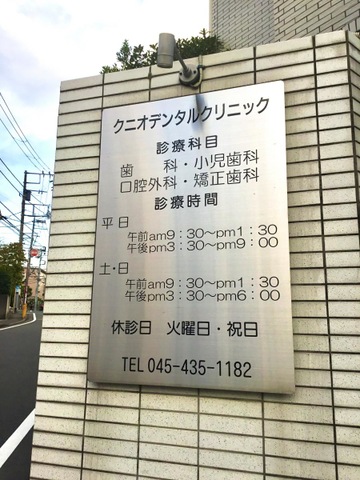 クニオデンタルクリニック
診療科目
歯　科・小児歯科
口腔外科・矯正歯科
診療時間
平日
午前am9：30〜pm1：30
午後pm3：30〜pm9：00
土・日
午前am9：30〜pm1：30
午後pm3：30〜pm6：00
休診日　火曜日・祝日
TEL 045-435-1182